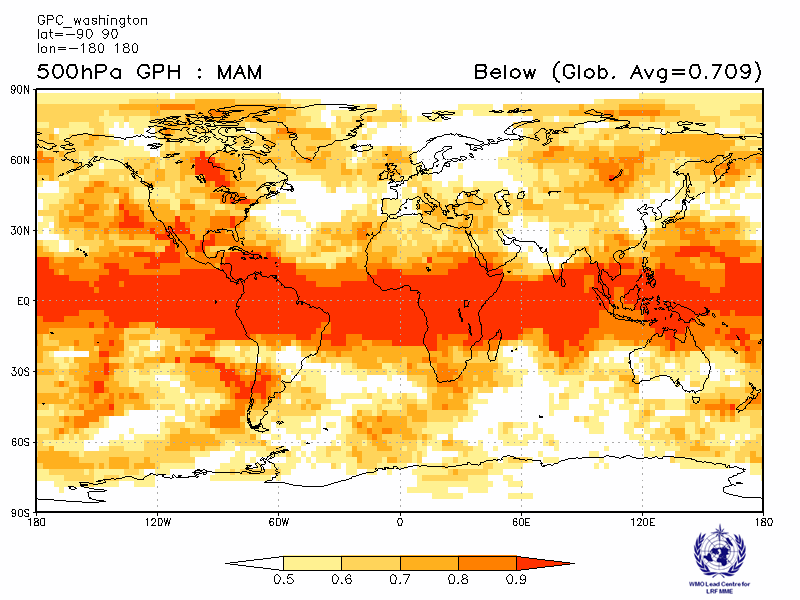 GPC_washington
lat=-90 90
lon=-180 180
500hPa GPH : MAM
Below (Glob. Avg=0.709)
90N
60N
30N
EQ
30S
60S
90S
180
120W
60W
0
60E
120E
180
0.5
0.6
0.7
0.8
0.9
WMO Lead Centre for
LRF MME